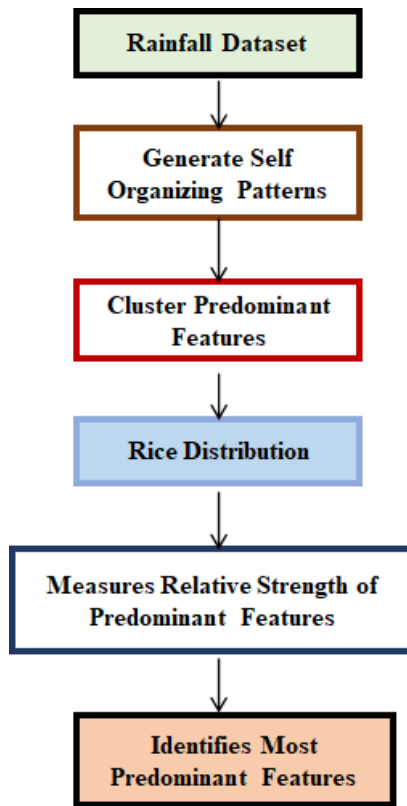 Rainfall Dataset
Generate Self
Organizing Patterns
Cluster Predominant
Features
Rice Distribution
Measures Relative Strength of
Predominant Features
Identifies Most
Predominant Features